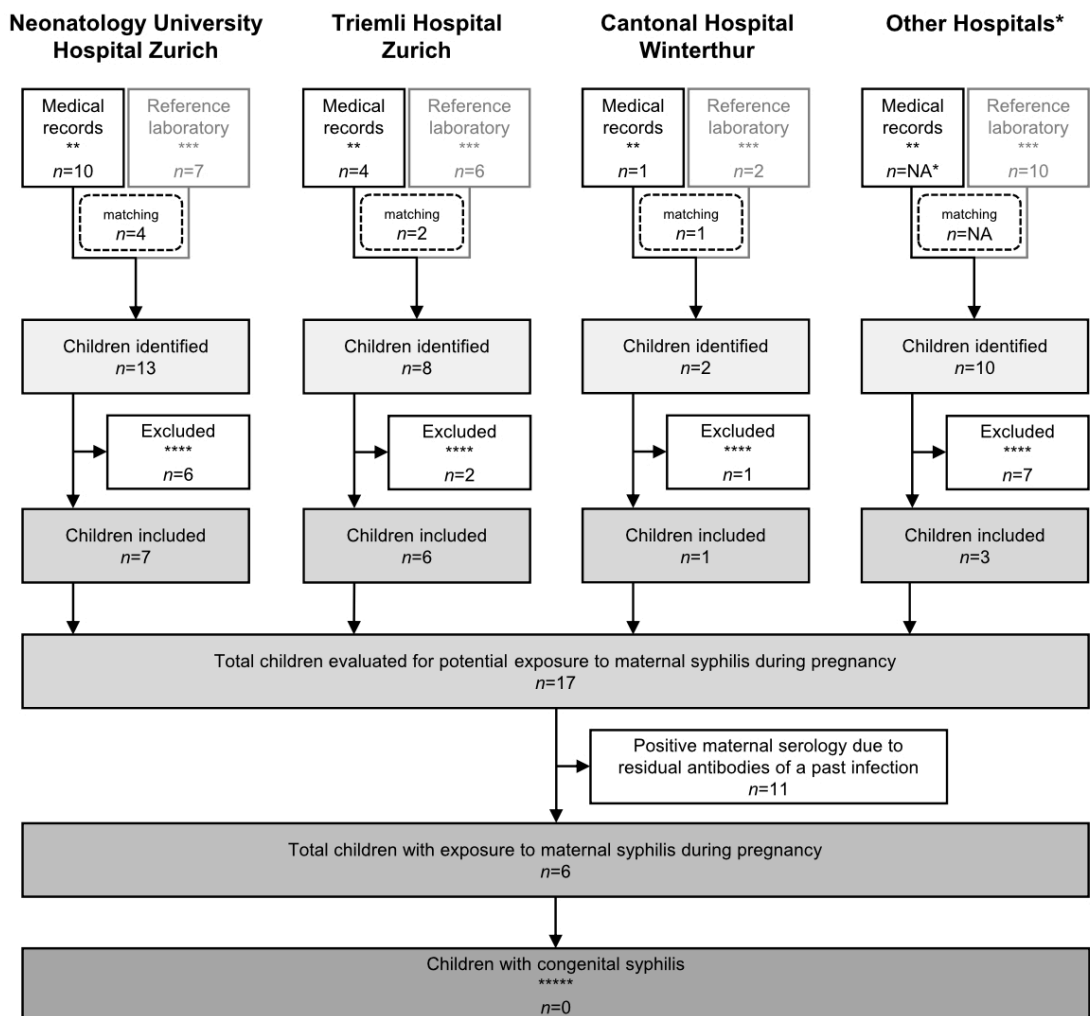 Neonatology University
Hospital Zurich
Medical
records
**
n=10
Reference
laboratory
***
n=7
matching
n=4
Children identified
n=13
Excluded
****
n=6
Children included
n=7
Triemli Hospital
Zurich
Medical
records
**
n=4
Reference
laboratory
***
n=6
matching
n=2
Children identified
n=8
Excluded
****
n=2
Children included
n=6
Cantonal Hospital
Winterthur
Medical
records
**
n=1
Reference
laboratory
***
n=2
matching
n=1
Children identified
n=2
Excluded
****
n=1
Children included
n=1
Other Hospitals*
Medical
records
**
n=NA*
Reference
laboratory
***
n=10
matching
n=NA
Children identified
n=10
Excluded
****
n=7
Children included
n=3
Total children evaluated for potential exposure to maternal syphilis during pregnancy
n=17
Positive maternal serology due to
residual antibodies of a past infection
n=11
Total children with exposure to maternal syphilis during pregnancy
n=6
Children with congenital syphilis
*****
n=0